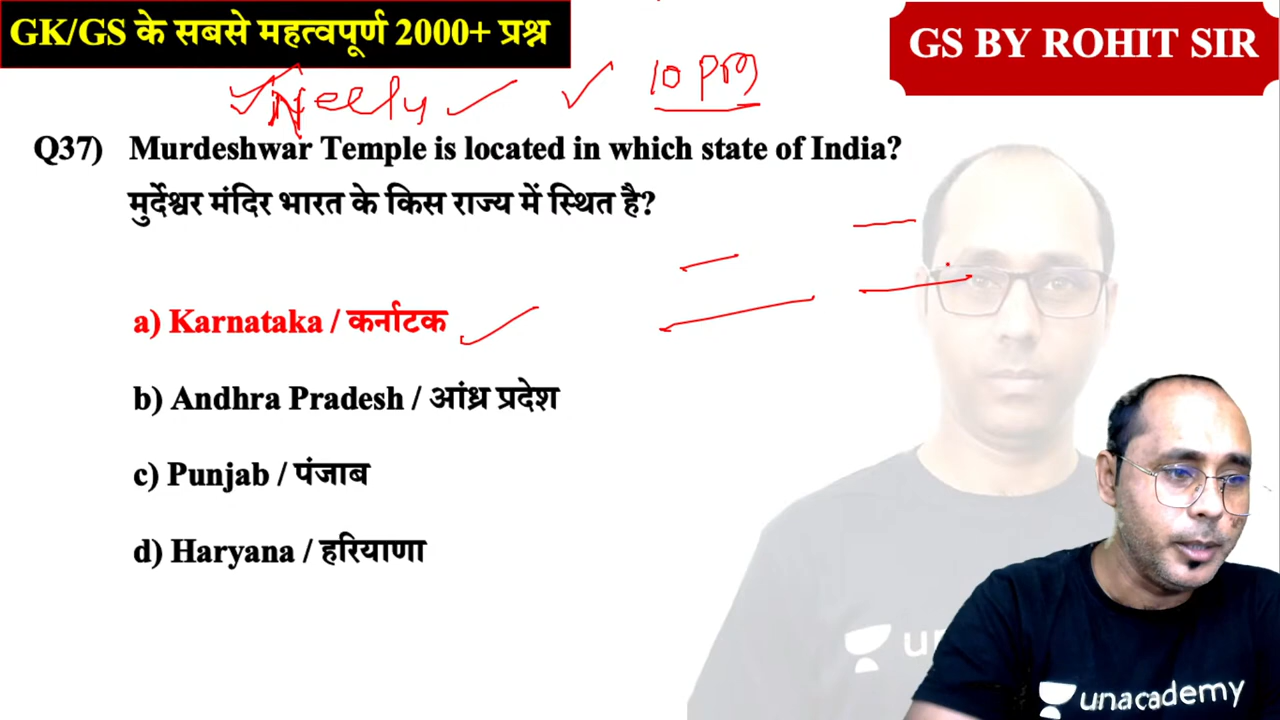 GK/GS के सबसे महत्वपूर्ण 2000+ प्रश्न
GS BY ROHIT SIR
10 pm
Q37) Murdeshwar Temple is located in which state of India?
मुर्देश्वर मंदिर भारत के किस राज्य में स्थित है?
a) Karnataka / कर्नाटक
b) Andhra Pradesh / आंध्र प्रदेश
c) Punjab / पंजाब
d) Haryana / हरियाणा
unacademy